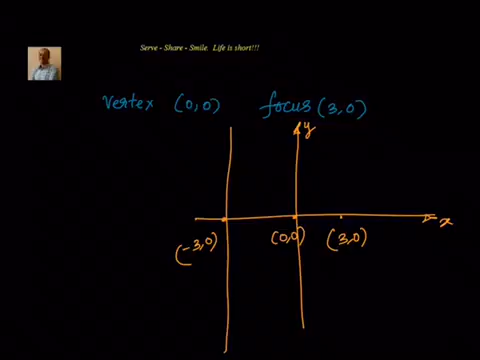 Serve - Share - Smile. Life is short!!!
vertex (0,0) focus (3,0)
y
x
(-3,0) (0,0) (3,0)